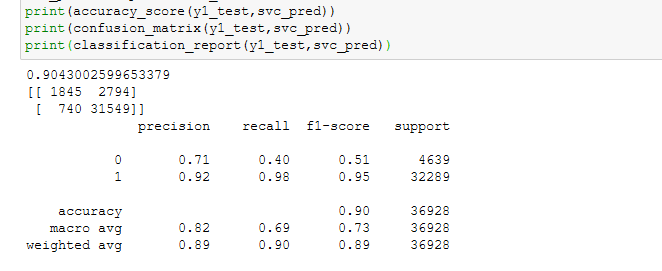 print(accuracy_score(y1_test,svc_pred))
print(confusion_matrix(y1_test,svc_pred))
print(classification_report(y1_test,svc_pred))
0.9043002599653379
[[ 1845  2794]
 [  740 31549]]
              precision    recall  f1-score   support

           0       0.71      0.40      0.51      4639
           1       0.92      0.98      0.95     32289

    accuracy                           0.90     36928
   macro avg       0.82      0.69      0.73     36928
weighted avg       0.89      0.90      0.89     36928